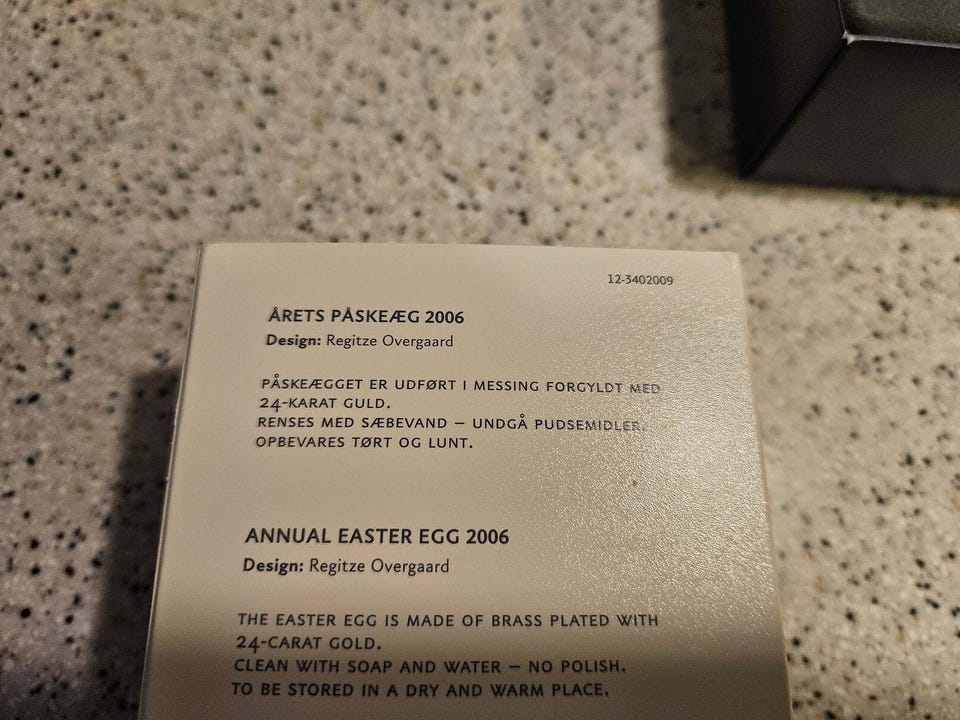 12-3402009
ÅRETS PÅSKEÆG 2006
Design: Regitze Overgaard
PÅSKEÆGGET ER UDFØRT I MESSING FORGYLDT MED
24-KARAT GULD.
RENSES MED SÆBEVAND – UNDGÅ PUDSEMIDLER.
OPBEVARES TØRT OG LUNT.
ANNUAL EASTER EGG 2006
Design: Regitze Overgaard
THE EASTER EGG IS MADE OF BRASS PLATED WITH
24-CARAT GOLD.
CLEAN WITH SOAP AND WATER – NO POLISH.
TO BE STORED IN A DRY AND WARM PLACE.